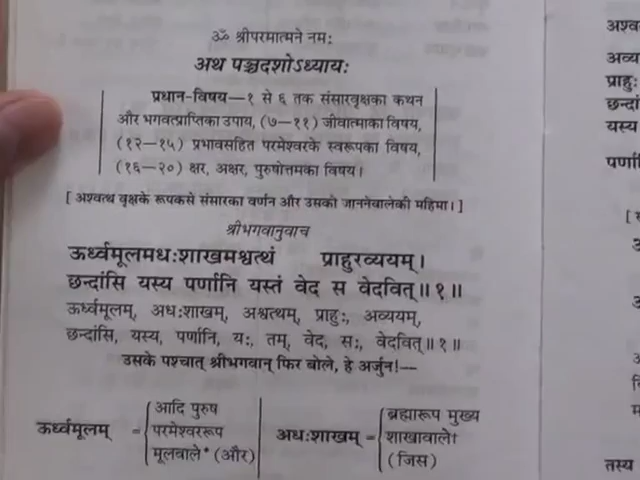 ॐ श्रीपरमात्मने नमः
अथ पञ्चदशोऽध्यायः
प्रधान-विषय—१ से ६ तक संसारवृक्षका कथन
और भगवत्प्राप्तिका उपाय, (७—११) जीवात्माका विषय,
(१२—१५) प्रभावसहित परमेश्वरके स्वरूपका विषय,
(१६—२०) क्षर, अक्षर, पुरुषोत्तमका विषय।
[ अश्वत्थ वृक्षके रूपकसे संसारका वर्णन और उसको जाननेवालेकी महिमा। ]
श्रीभगवानुवाच
ऊर्ध्वमूलमधःशाखमश्वत्थं प्राहुरव्ययम्।
छन्दांसि यस्य पर्णानि यस्तं वेद स वेदवित्॥ १॥
ऊर्ध्वमूलम्, अधःशाखम्, अश्वत्थम्, प्राहुः, अव्ययम्,
छन्दांसि, यस्य, पर्णानि, यः, तम्, वेद, सः, वेदवित्॥ १॥
उसके पश्चात् श्रीभगवान् फिर बोले, हे अर्जुन!—
ऊर्ध्वमूलम् =
आदि पुरुष
परमेश्वररूप
मूलवाले* (और)
अधःशाखम् =
ब्रह्मारूप मुख्य
शाखावाले
(जिस)
अव्य
प्राहुः
छन्दां
यस्य
पर्णा
तस्य